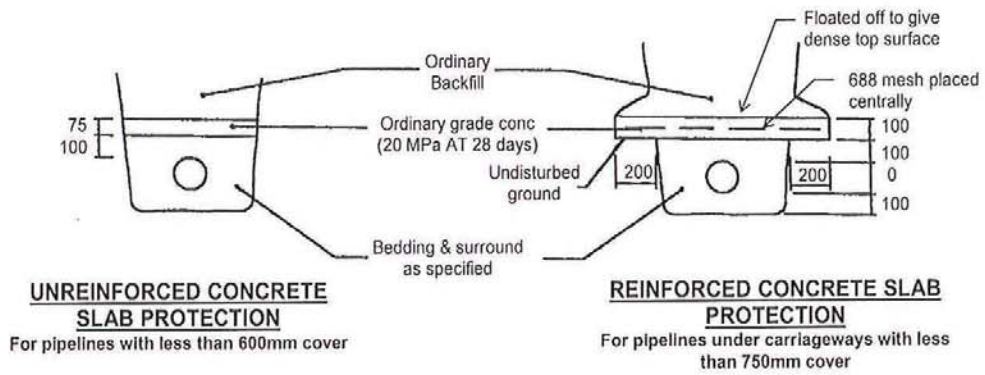 Floated off to give
dense top surface
Ordinary
Backfill
688 mesh placed
centrally
75
100
Ordinary grade conc
(20 MPa AT 28 days)
100
100
0
100
Undisturbed
ground
200
200
Bedding & surround
as specified
UNREINFORCED CONCRETE
SLAB PROTECTION
For pipelines with less than 600mm cover
REINFORCED CONCRETE SLAB
PROTECTION
For pipelines under carriageways with less
than 750mm cover